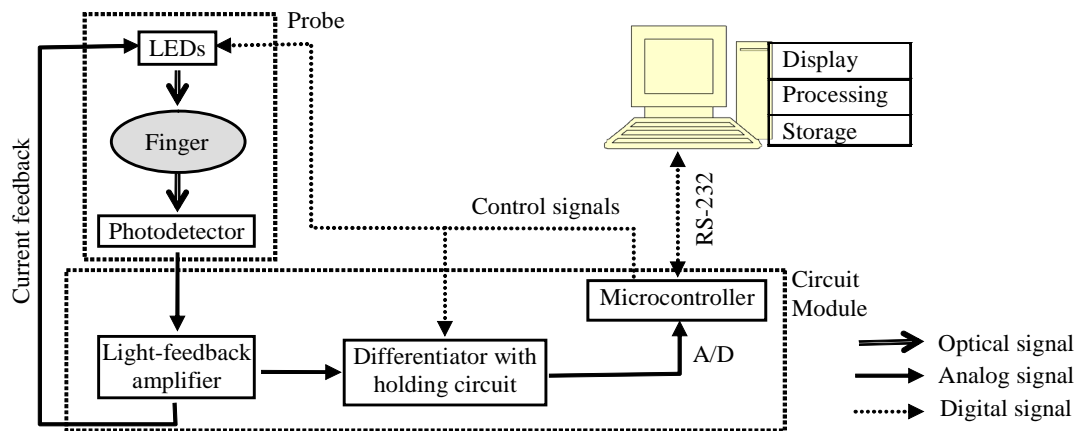 Probe
LEDs
Finger
Photodetector
Current feedback
Display
Processing
Storage
Control signals
RS-232
Circuit
Module
Microcontroller
Light-feedback
amplifier
Differentiator with
holding circuit
A/D
Optical signal
Analog signal
Digital signal